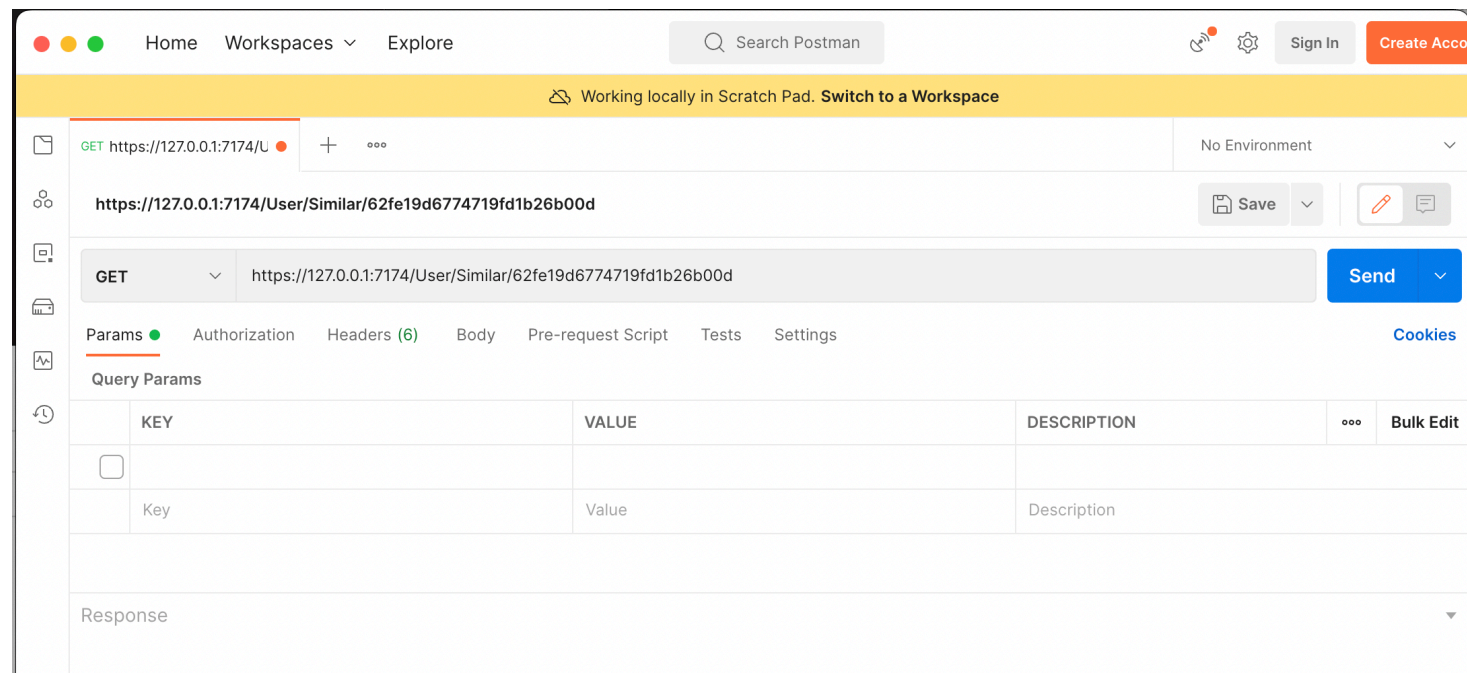 Home Workspaces Explore Search Postman Sign In Create Acco
Working locally in Scratch Pad. Switch to a Workspace
GET https://127.0.0.1:7174/U No Environment
https://127.0.0.1:7174/User/Similar/62fe19d6774719fd1b26b00d Save
GET https://127.0.0.1:7174/User/Similar/62fe19d6774719fd1b26b00d Send
Params Authorization Headers (6) Body Pre-request Script Tests Settings Cookies
Query Params
KEY VALUE DESCRIPTION Bulk Edit
Key Value Description
Response